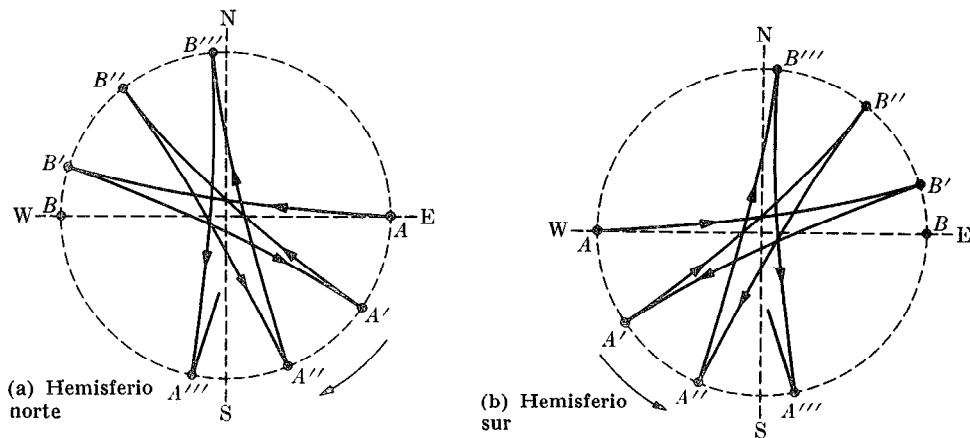 N
B‴
B″
B′
B
W
E
A
A′
A″
A‴
S
(a) Hemisferio
norte
N
B‴
B″
B′
B
W
E
A
A′
A″
A‴
S
(b) Hemisferio
sur